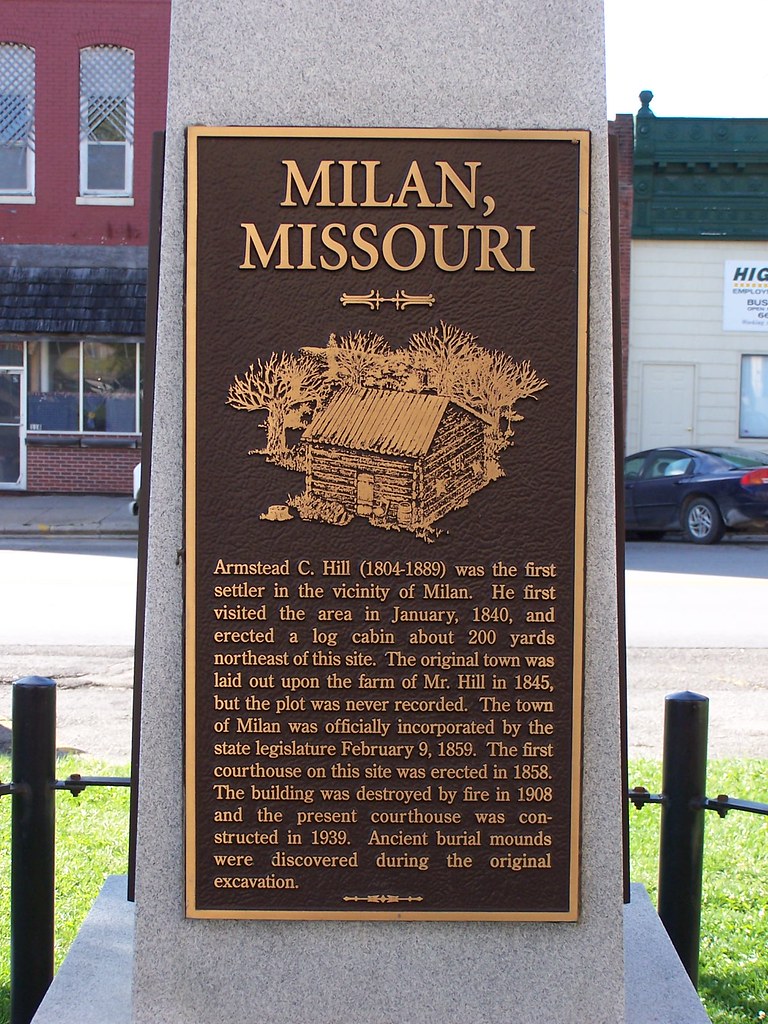 MILAN,
MISSOURI
Armstead C. Hill (1804-1889) was the first
settler in the vicinity of Milan. He first
visited the area in January, 1840, and
erected a log cabin about 200 yards
northeast of this site. The original town was
laid out upon the farm of Mr. Hill in 1845,
but the plot was never recorded. The town
of Milan was officially incorporated by the
state legislature February 9, 1859. The first
courthouse on this site was erected in 1858.
The building was destroyed by fire in 1908
and the present courthouse was con-
structed in 1939. Ancient burial mounds
were discovered during the original
excavation.
HIG
EMPLOY
BUS
OPEN
66